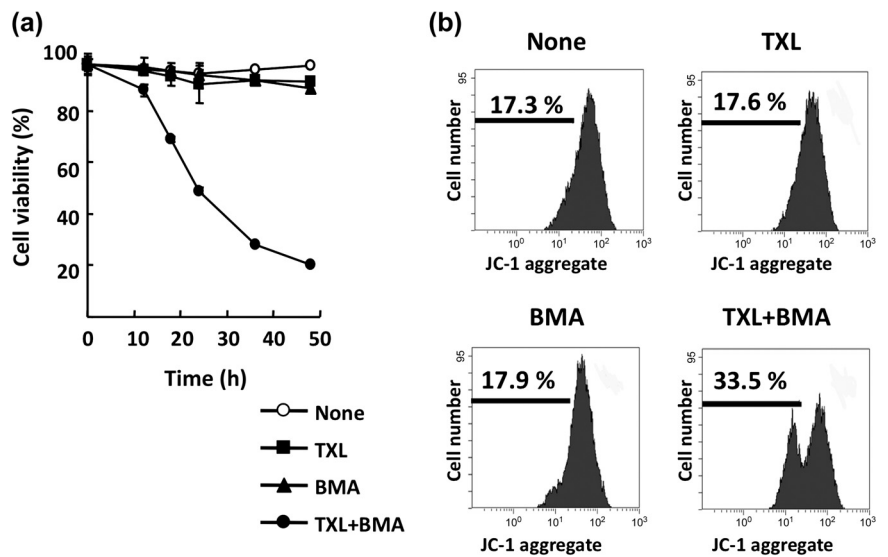 (a)
100
80
60
40
20
Cell viability (%)
0 10 20 30 40 50
Time (h)
None
TXL
BMA
TXL+BMA
(b)
None
95
17.3 %
Cell number
10⁰ 10¹ 10² 10³
JC-1 aggregate
TXL
95
17.6 %
Cell number
10⁰ 10¹ 10² 10³
JC-1 aggregate
BMA
95
17.9 %
Cell number
10⁰ 10¹ 10² 10³
JC-1 aggregate
TXL+BMA
95
33.5 %
Cell number
10⁰ 10¹ 10² 10³
JC-1 aggregate